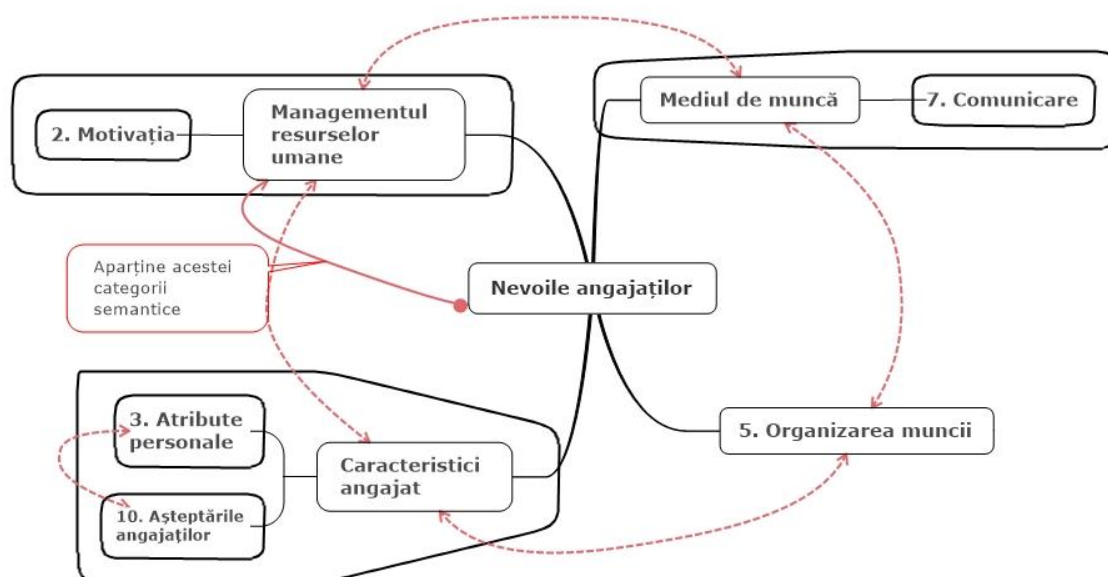 2. Motivația
Managementul
resurselor
umane
Mediul de muncă
7. Comunicare
Aparține acestei
categorii
semantice
Nevoile angajaților
3. Atribute
personale
10. Așteptările
angajaților
Caracteristici
angajat
5. Organizarea muncii